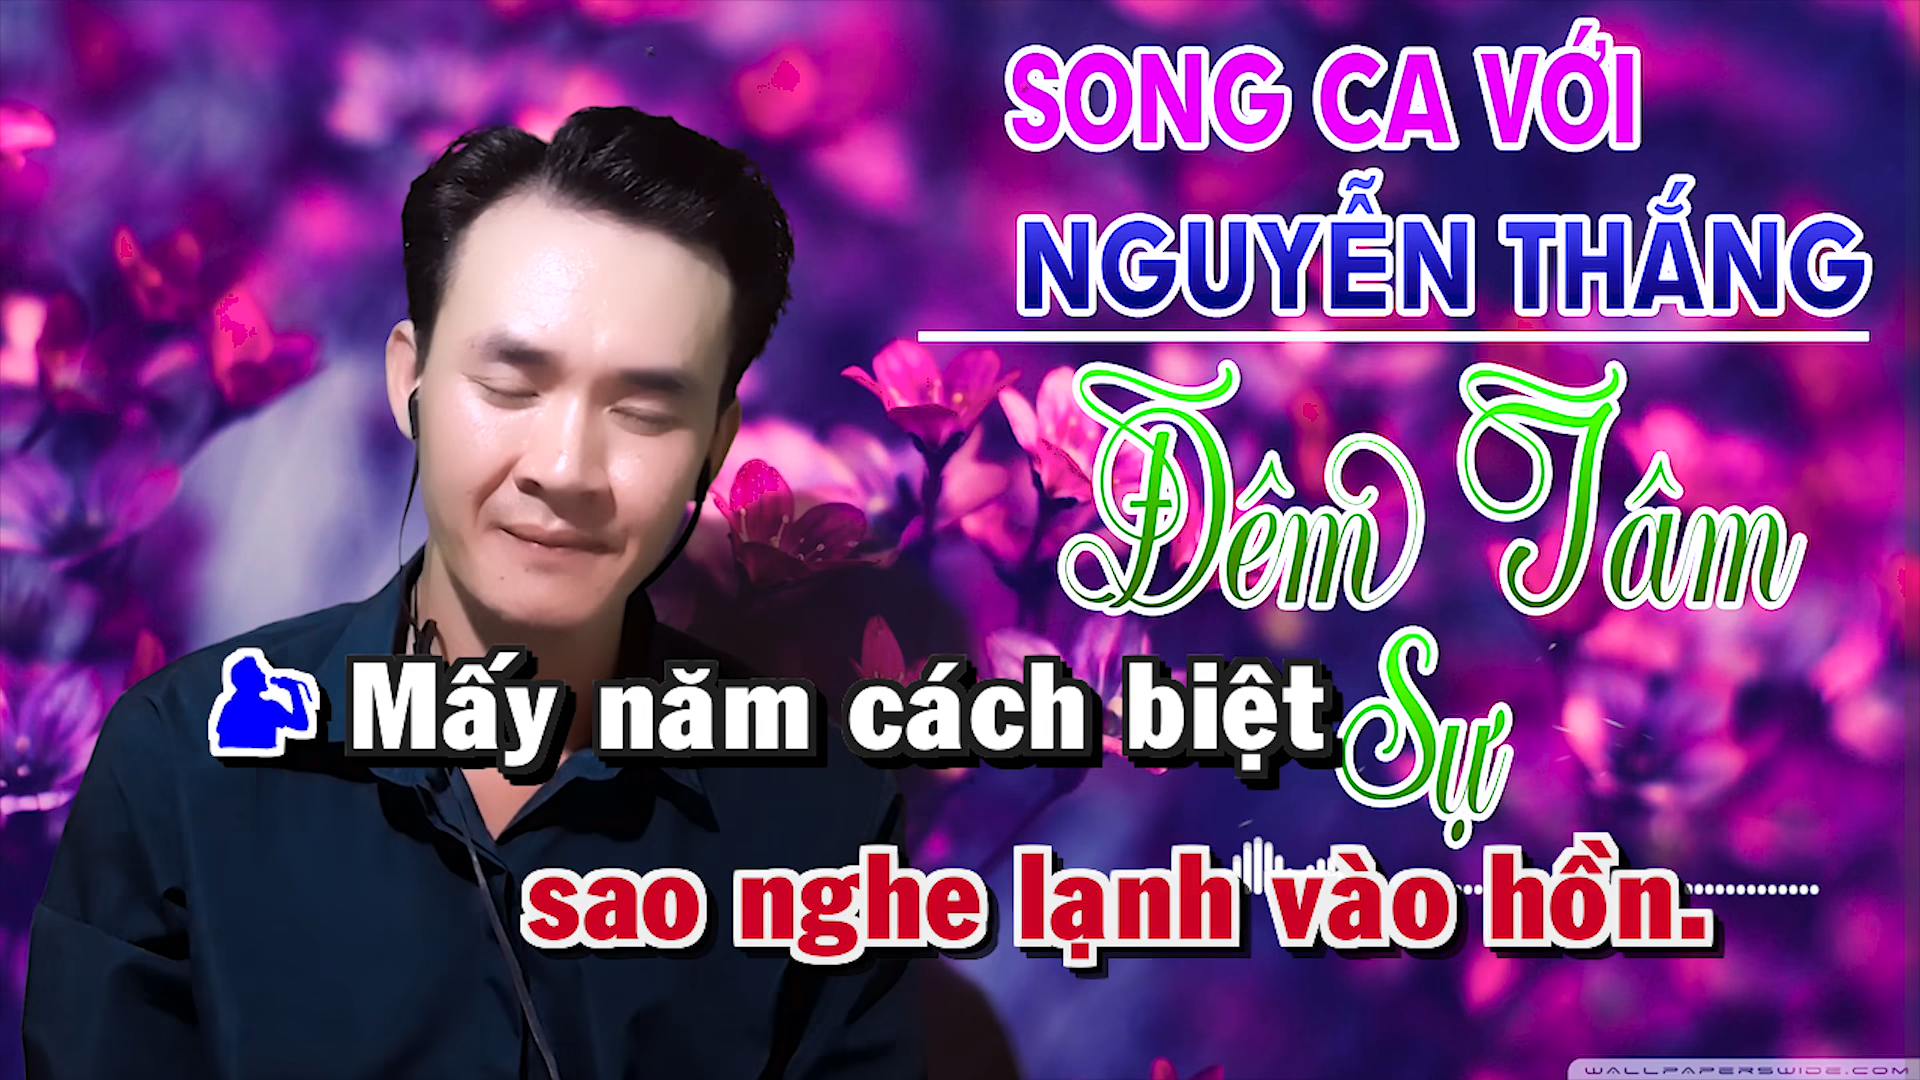 SONG CA VỚI
NGUYỄN THẮNG
Đêm Tâm
Sự
Mấy năm cách biệt
sao nghe lạnh vào hồn.
WALLPAPERSWIDE.COM